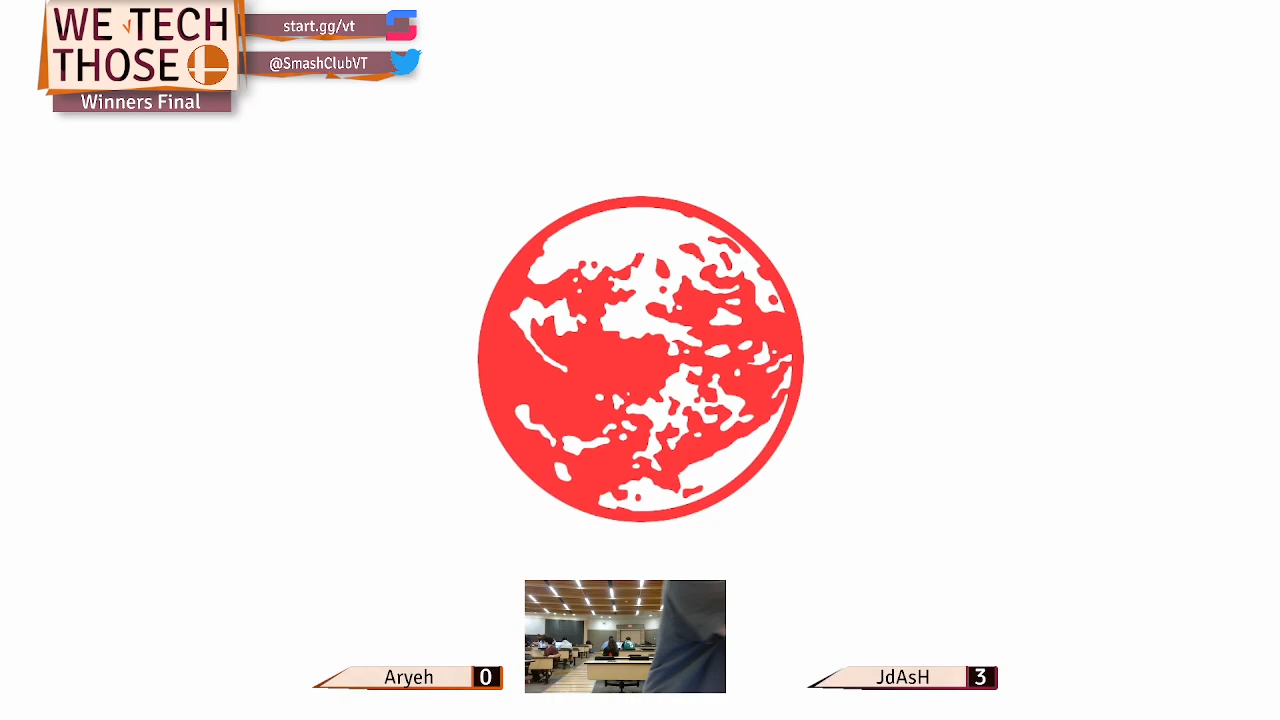 WE TECH
THOSE
Winners Final
start.gg/vt
@SmashClubVT
Aryeh 0
JdAsH 3